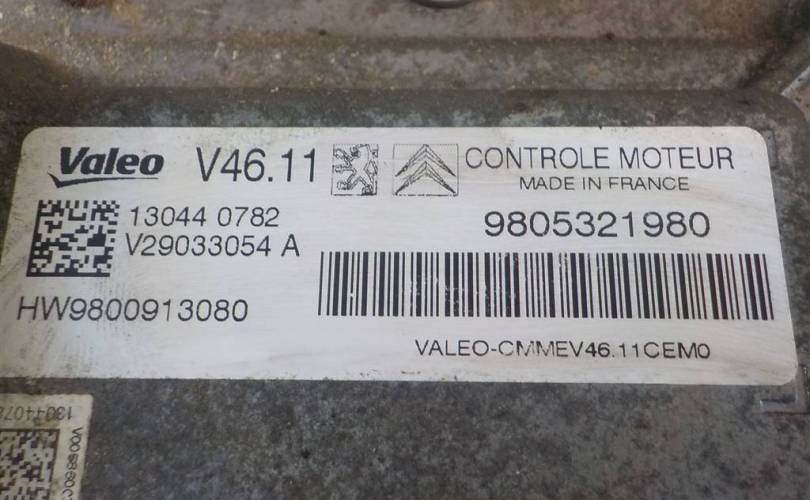 Valeo V46.11 CONTROLE MOTEUR
MADE IN FRANCE
13044 0782
V29033054 A
9805321980
HW9800913080
VALEO-CMMEV46.11CEM0